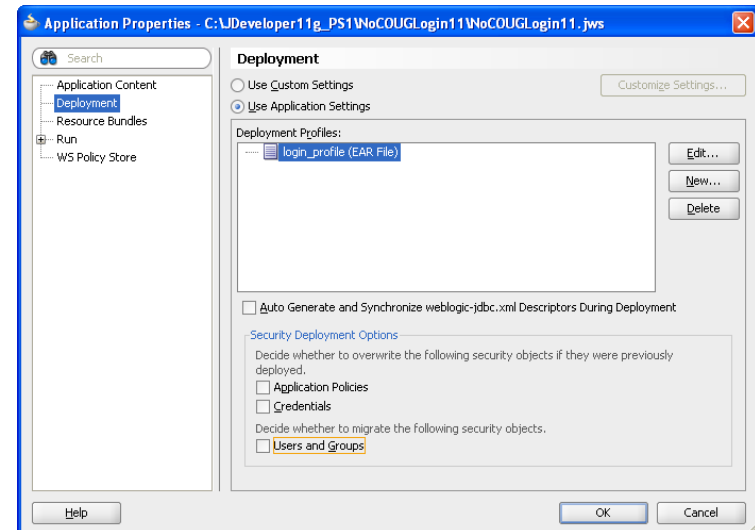 Application Properties - C:\JDeveloper11g_PS1\NoCOUGLogin11\NoCOUGLogin11.jws
Search
Application Content
Deployment
Resource Bundles
Run
WS Policy Store
Deployment
Use Custom Settings
Customize Settings...
Use Application Settings
Deployment Profiles:
login_profile (EAR File)
Edit...
New...
Delete
Auto Generate and Synchronize weblogic-jdbc.xml Descriptors During Deployment
Security Deployment Options
Decide whether to overwrite the following security objects if they were previously
deployed.
Application Policies
Credentials
Decide whether to migrate the following security objects.
Users and Groups
Help
OK
Cancel